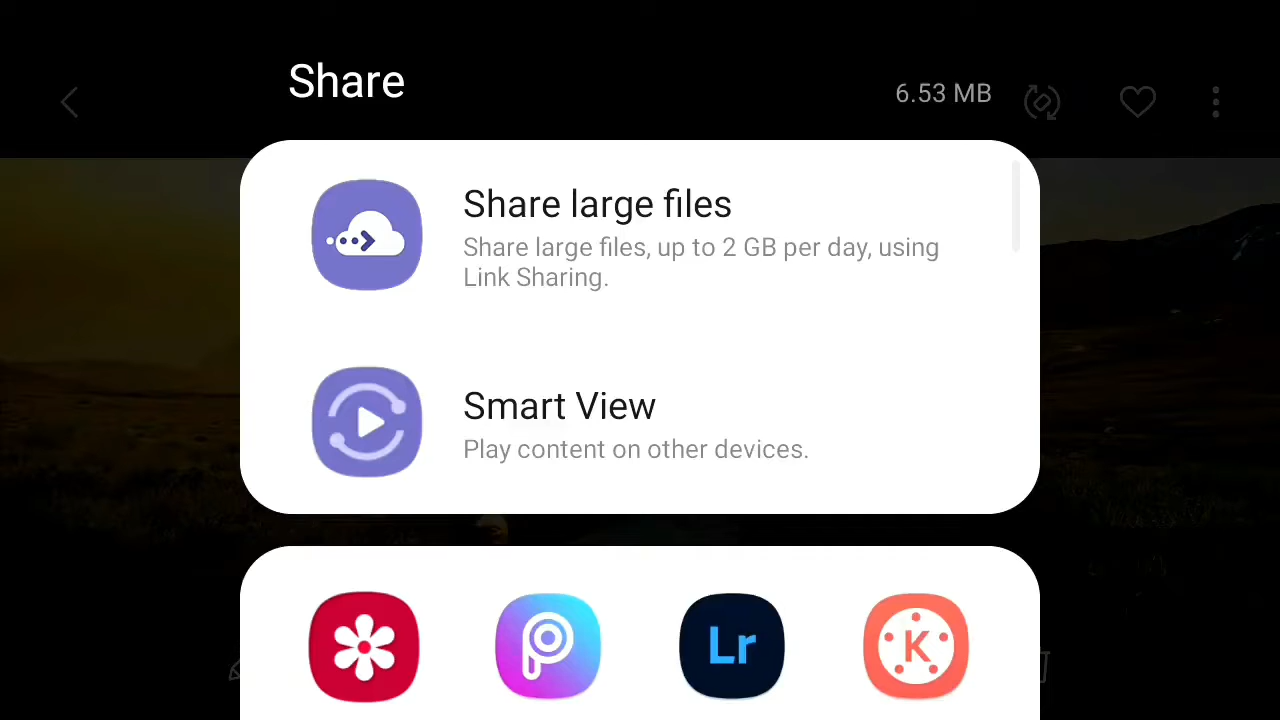 Share
6.53 MB
Share large files
Share large files, up to 2 GB per day, using
Link Sharing.
Smart View
Play content on other devices.
Lr
K